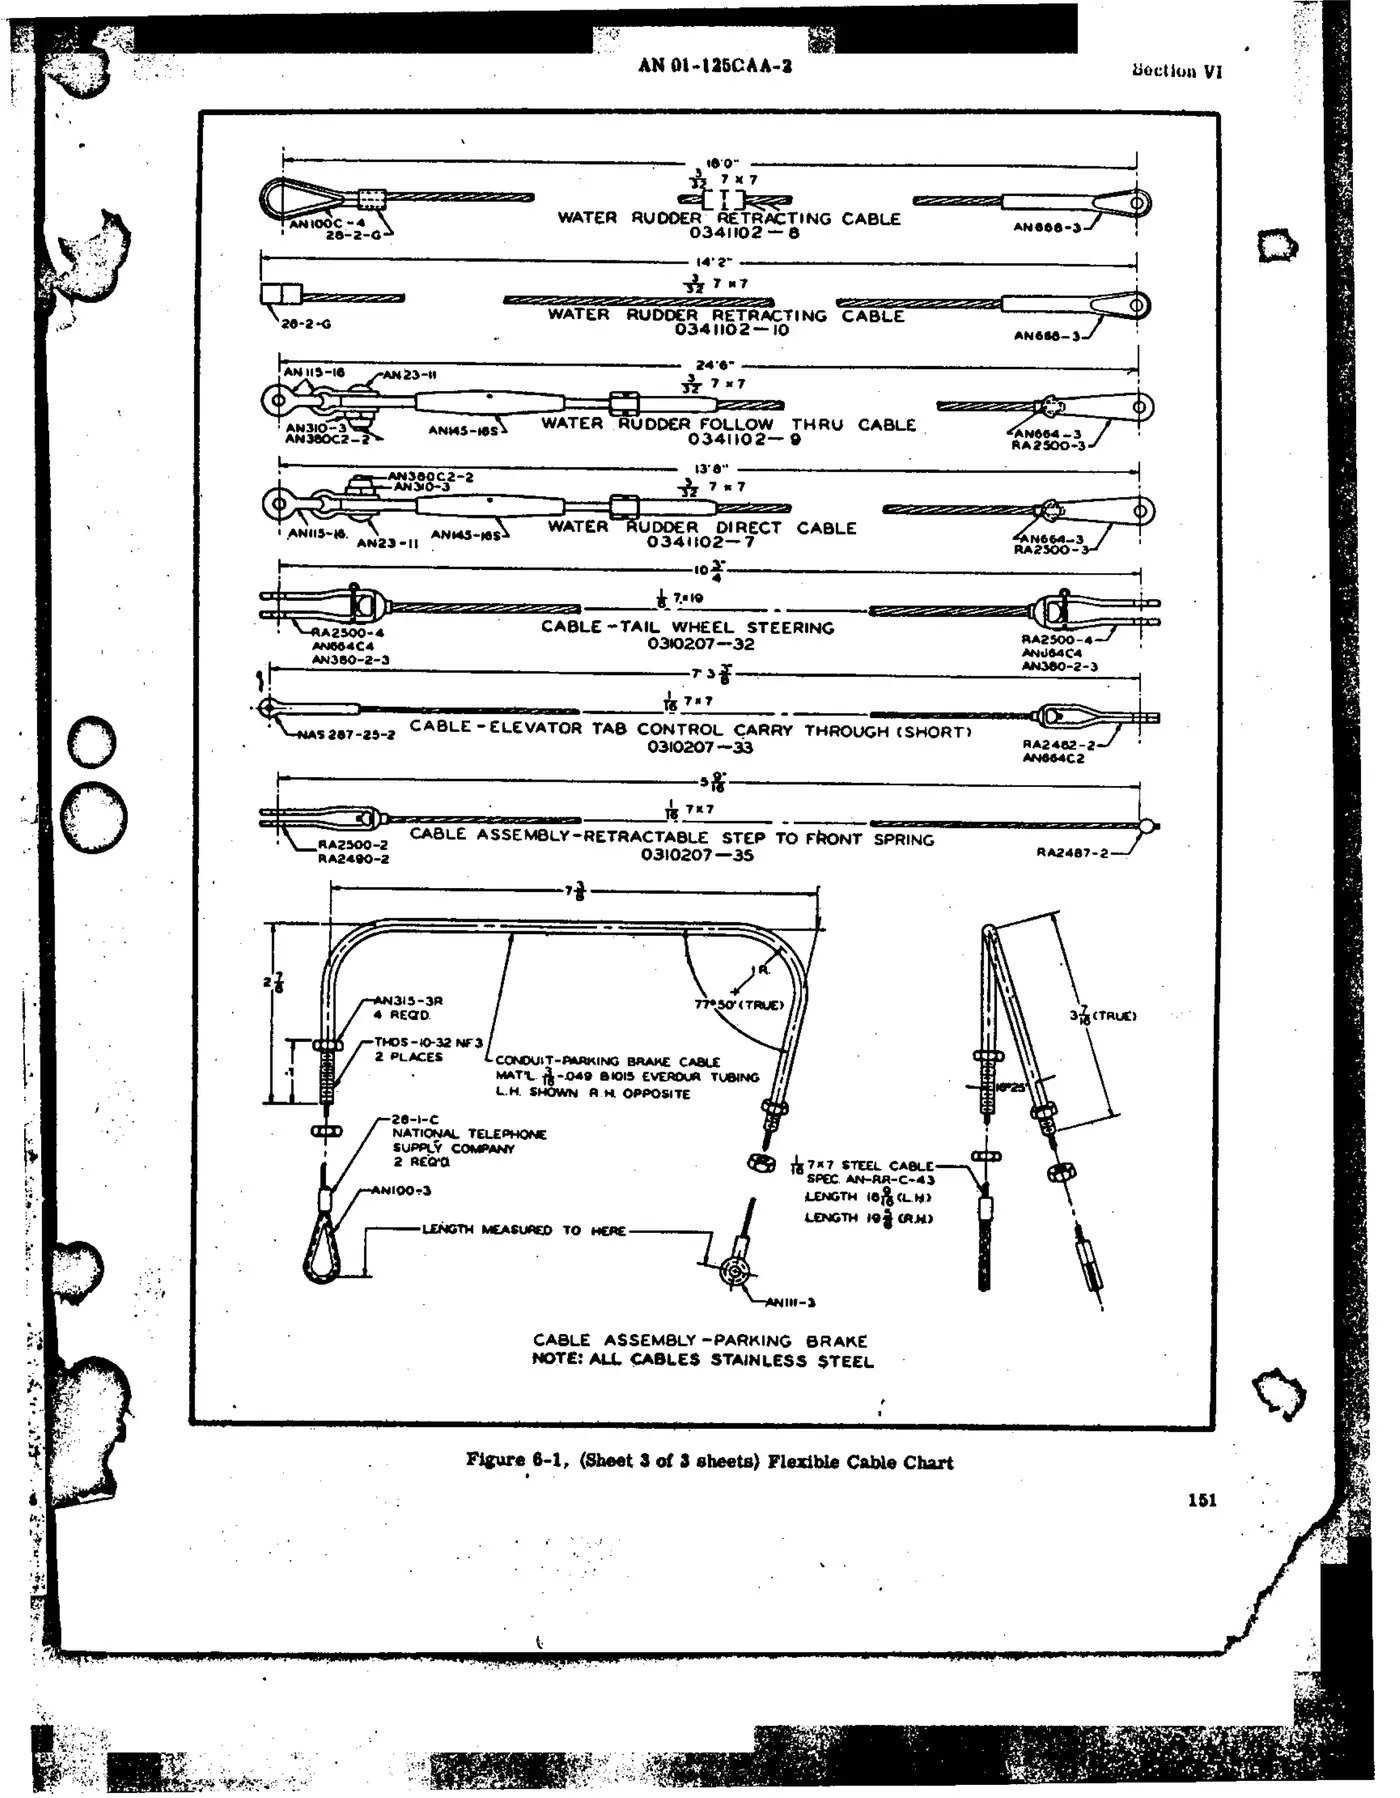 AN 01-125CAA-2
Section VI
16'0"
3/32 7 x 7
AN100C-4
28-2-G
WATER RUDDER RETRACTING CABLE
0341102-8
AN668-3
14'2"
3/32 7 x 7
28-2-G
WATER RUDDER RETRACTING CABLE
0341102-10
AN668-3
24'6"
AN115-16
AN23-11
3/32 7 x 7
AN310-3
AN380C2-2
AN145-16S
WATER RUDDER FOLLOW THRU CABLE
0341102-9
AN664-3
RA2500-3
13'8"
AN380C2-2
AN310-3
3/32 7 x 7
AN115-16
AN23-11
AN145-16S
WATER RUDDER DIRECT CABLE
0341102-7
AN664-3
RA2500-3
10 3/4"
1/8 7x19
CABLE-TAIL WHEEL STEERING
0310207-32
RA2500-4
AN664C4
AN380-2-3
RA2500-4
AN664C4
AN380-2-3
7' 3 3/8"
1/16 7x7
NAS 287-25-2
CABLE-ELEVATOR TAB CONTROL CARRY THROUGH (SHORT)
0310207-33
RA2482-2
AN664C2
5 9/16"
1/16 7x7
RA2500-2
RA2490-2
CABLE ASSEMBLY-RETRACTABLE STEP TO FRONT SPRING
0310207-35
RA2487-2
7 3/8
2 7/8
1 R.
77°50'(TRUE)
3 7/16 (TRUE)
AN315-3R
4 REQ'D.
THDS-10-32 NF3
2 PLACES
1
CONDUIT-PARKING BRAKE CABLE
MAT'L 3/16-.049 B1015 EVERDUR TUBING
L.H. SHOWN R.H. OPPOSITE
16°25'
28-1-C
NATIONAL TELEPHONE
SUPPLY COMPANY
2 REQ'D.
AN100-3
1/16 7x7 STEEL CABLE
SPEC. AN-RR-C-43
LENGTH 18 9/16 (L.H.)
LENGTH 19 5/8 (R.H.)
LENGTH MEASURED TO HERE
AN111-3
CABLE ASSEMBLY-PARKING BRAKE
NOTE: ALL CABLES STAINLESS STEEL
Figure 6-1, (Sheet 3 of 3 sheets) Flexible Cable Chart
151